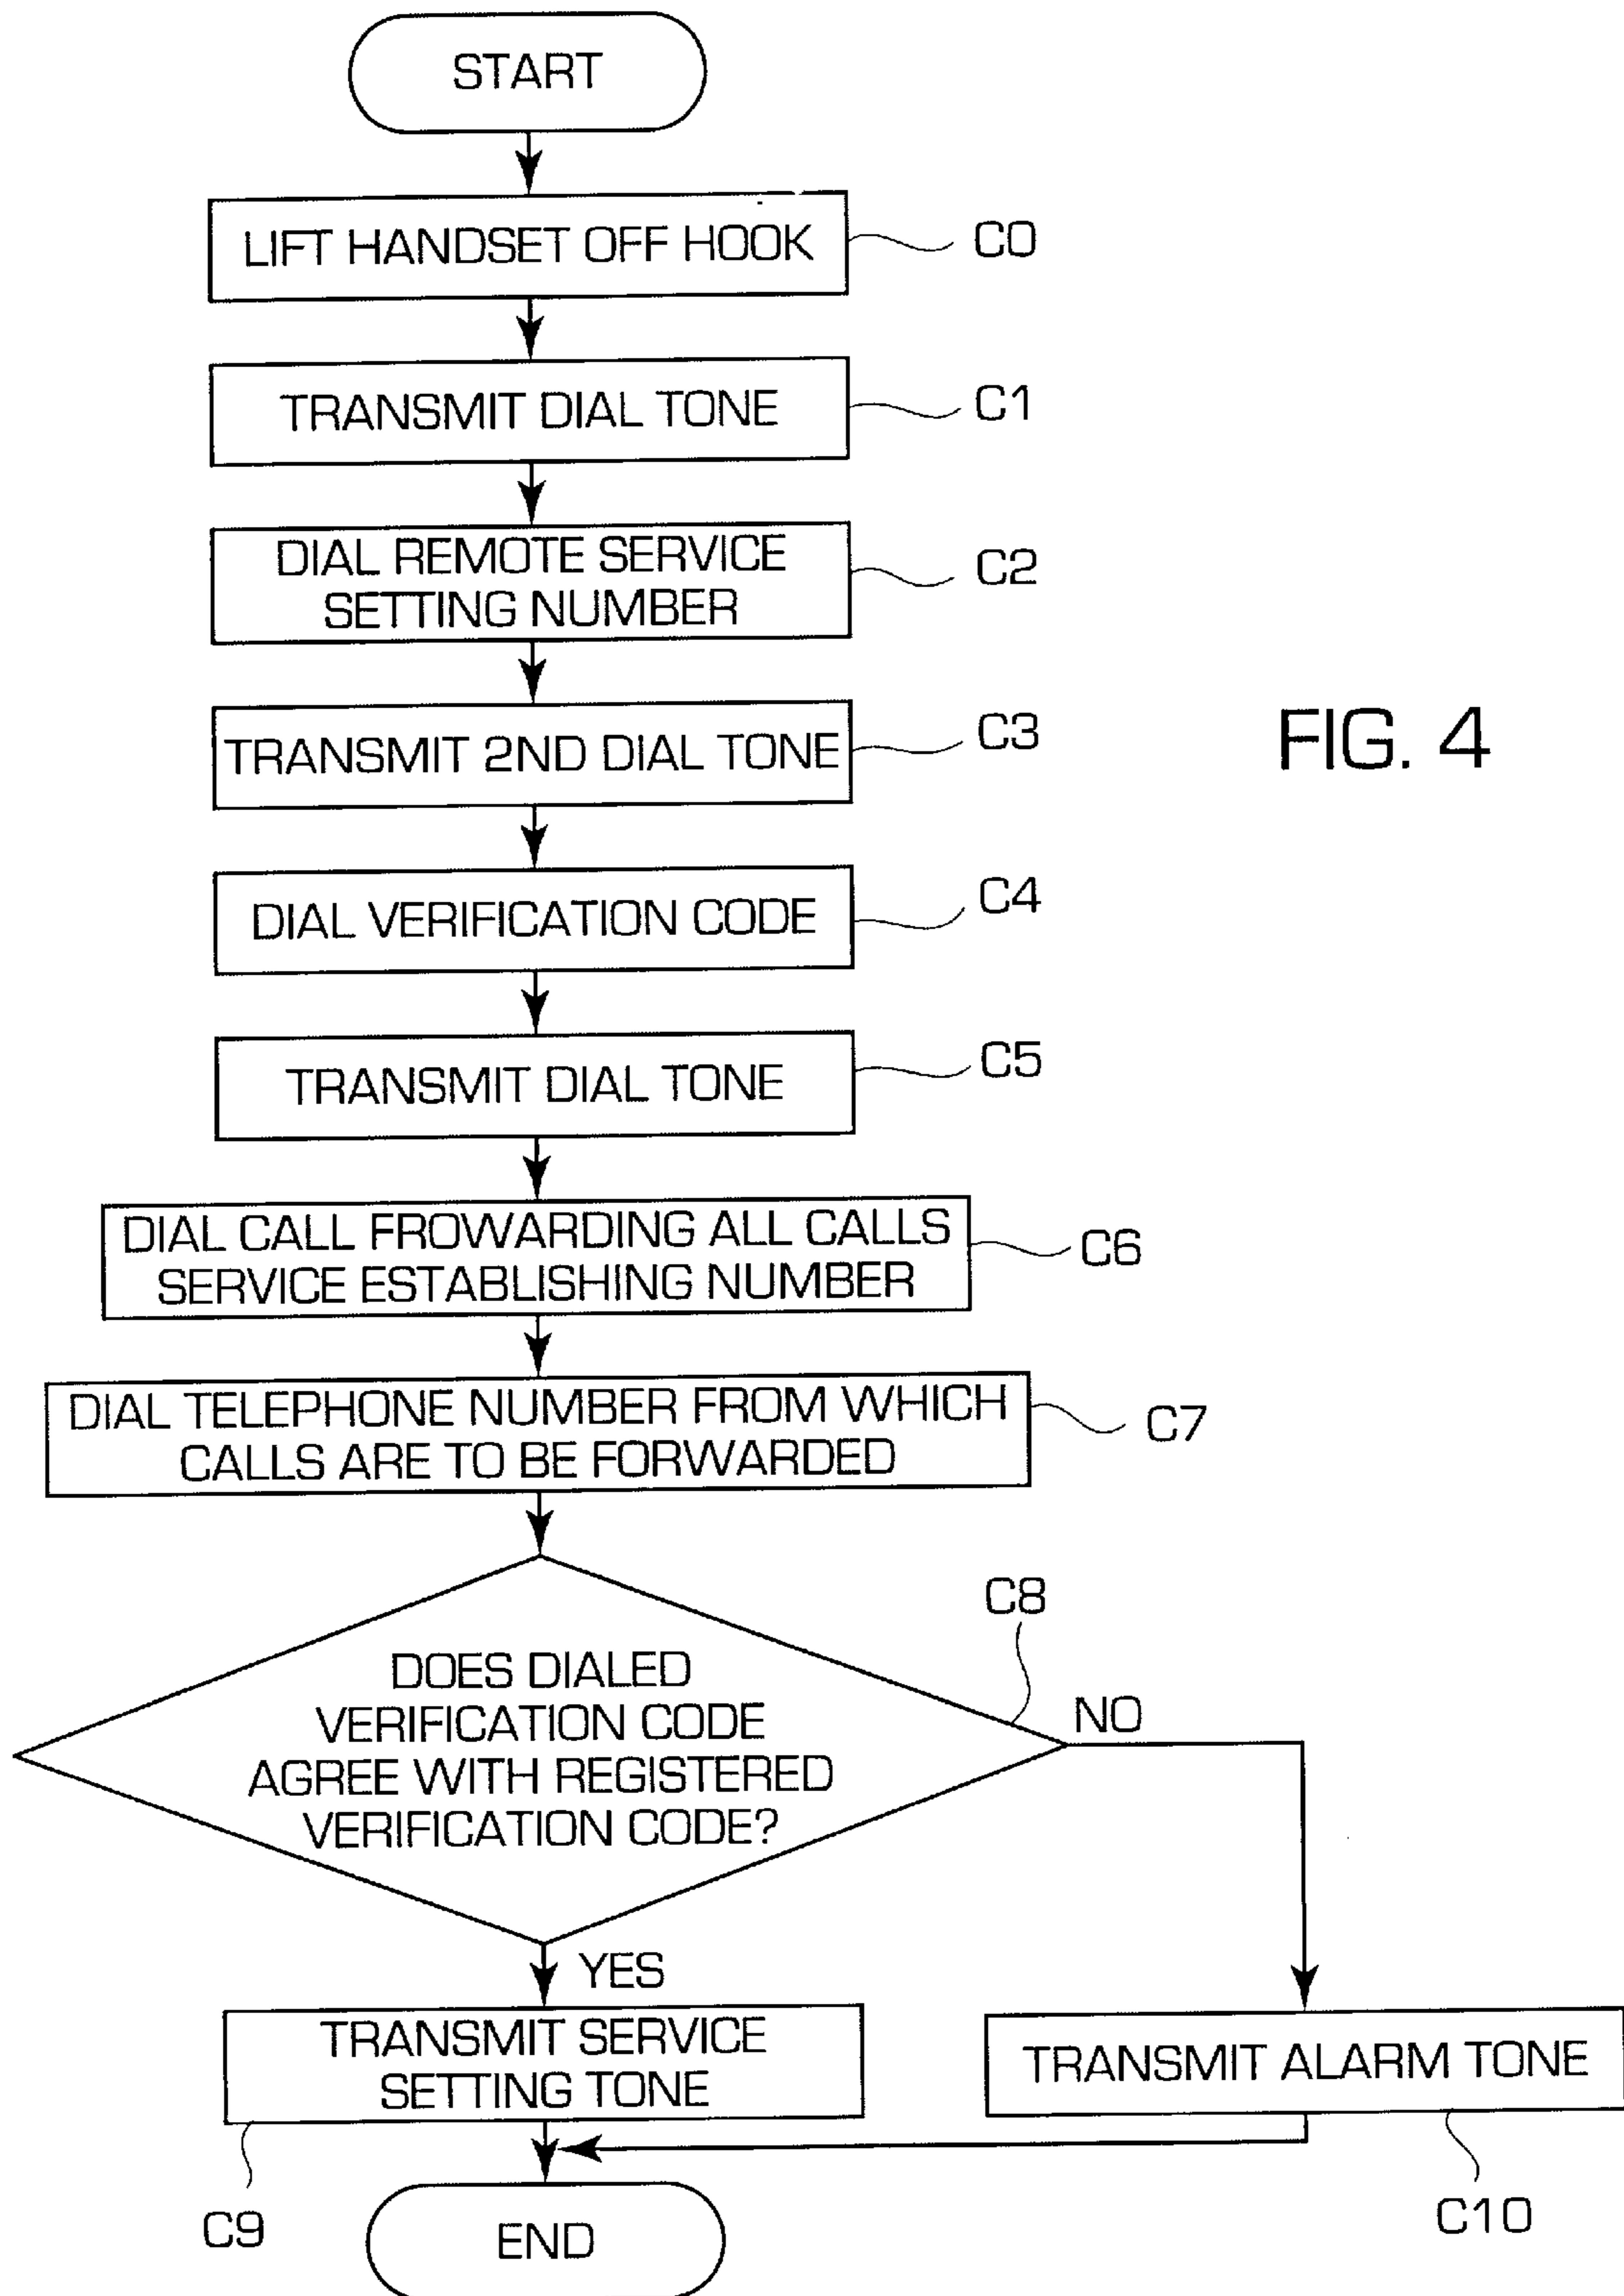 START
LIFT HANDSET OFF HOOK
C0
TRANSMIT DIAL TONE
C1
DIAL REMOTE SERVICE
SETTING NUMBER
C2
TRANSMIT 2ND DIAL TONE
C3
FIG. 4
DIAL VERIFICATION CODE
C4
TRANSMIT DIAL TONE
C5
DIAL CALL FROWARDING ALL CALLS
SERVICE ESTABLISHING NUMBER
C6
DIAL TELEPHONE NUMBER FROM WHICH
CALLS ARE TO BE FORWARDED
C7
C8
DOES DIALED
VERIFICATION CODE
AGREE WITH REGISTERED
VERIFICATION CODE?
NO
YES
TRANSMIT SERVICE
SETTING TONE
TRANSMIT ALARM TONE
C9
C10
END